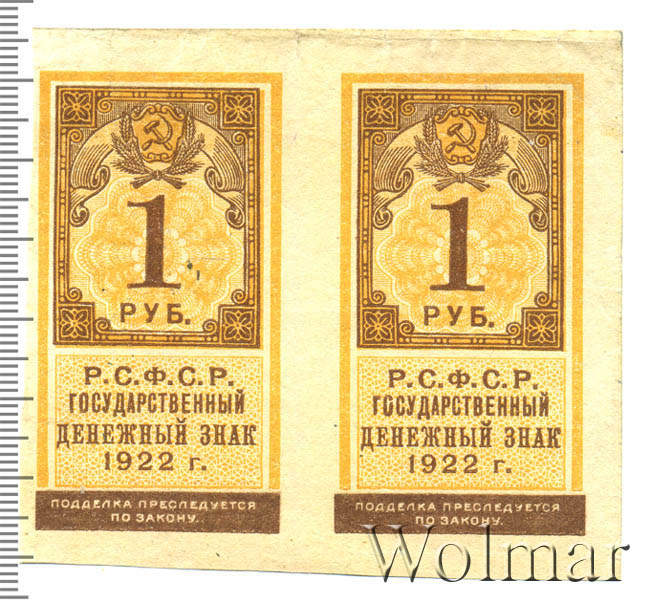 1
РУБ.
Р.С.Ф.С.Р.
ГОСУДАРСТВЕННЫЙ
ДЕНЕЖНЫЙ ЗНАК
1922 г.
ПОДДЕЛКА ПРЕСЛЕДУЕТСЯ
ПО ЗАКОНУ.
1
РУБ.
Р.С.Ф.С.Р.
ГОСУДАРСТВЕННЫЙ
ДЕНЕЖНЫЙ ЗНАК
1922 г.
ПОДДЕЛКА ПРЕСЛЕДУЕТСЯ
ПО ЗАКОНУ.
Wolmar